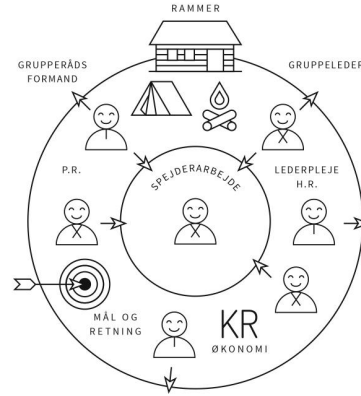 RAMMER
GRUPPERÅDS
FORMAND
GRUPPELEDER
P.R.
SPEJDERARBEJDE
LEDERPLEJE
H.R.
MÅL OG
RETNING
KR
ØKONOMI